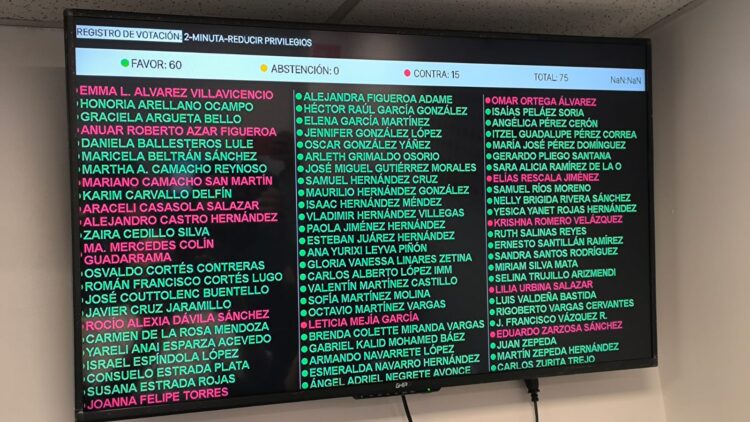 REGISTRO DE VOTACIÓN: 2-MINUTA-REDUCIR PRIVILEGIOS
FAVOR: 60
ABSTENCIÓN: 0
CONTRA: 15
TOTAL: 75
NaN:NaN
EMMA L. ALVAREZ VILLAVICENCIO
HONORIA ARELLANO OCAMPO
GRACIELA ARGUETA BELLO
ANUAR ROBERTO AZAR FIGUEROA
DANIELA BALLESTEROS LULE
MARICELA BELTRÁN SÁNCHEZ
MARTHA A. CAMACHO REYNOSO
MARIANO CAMACHO SAN MARTÍN
KARIM CARVALLO DELFÍN
ARACELI CASASOLA SALAZAR
ALEJANDRO CASTRO HERNÁNDEZ
ZAIRA CEDILLO SILVA
MA. MERCEDES COLÍN
GUADARRAMA
OSVALDO CORTÉS CONTRERAS
ROMÁN FRANCISCO CORTÉS LUGO
JOSÉ COUTTOLENC BUENTELLO
JAVIER CRUZ JARAMILLO
ROCÍO ALEXIA DÁVILA SÁNCHEZ
CARMEN DE LA ROSA MENDOZA
YARELI ANAI ESPARZA ACEVEDO
ISRAEL ESPÍNDOLA LÓPEZ
CONSUELO ESTRADA PLATA
SUSANA ESTRADA ROJAS
JOANNA FELIPE TORRES
ALEJANDRA FIGUEROA ADAME
HÉCTOR RAÚL GARCÍA GONZÁLEZ
ELENA GARCÍA MARTÍNEZ
JENNIFER GONZÁLEZ LÓPEZ
OSCAR GONZÁLEZ YÁÑEZ
ARLETH GRIMALDO OSORIO
JOSÉ MIGUEL GUTIÉRREZ MORALES
SAMUEL HERNÁNDEZ CRUZ
MAURILIO HERNÁNDEZ GONZÁLEZ
ISAAC HERNÁNDEZ MÉNDEZ
VLADIMIR HERNÁNDEZ VILLEGAS
PAOLA JIMÉNEZ HERNÁNDEZ
ESTEBAN JUÁREZ HERNÁNDEZ
ANA YURIXI LEYVA PIÑÓN
GLORIA VANESSA LINARES ZETINA
CARLOS ALBERTO LÓPEZ IMM
VALENTÍN MARTÍNEZ CASTILLO
SOFÍA MARTÍNEZ MOLINA
OCTAVIO MARTÍNEZ VARGAS
LETICIA MEJÍA GARCÍA
BRENDA COLETTE MIRANDA VARGAS
GABRIEL KALID MOHAMED BÁEZ
ARMANDO NAVARRETE LÓPEZ
ESMERALDA NAVARRO HERNÁNDEZ
ÁNGEL ADRIEL NEGRETE AVONCE
OMAR ORTEGA ÁLVAREZ
ISAÍAS PELÁEZ SORIA
ANGÉLICA PÉREZ CERÓN
ITZEL GUADALUPE PÉREZ CORREA
MARÍA JOSÉ PÉREZ DOMÍNGUEZ
GERARDO PLIEGO SANTANA
SARA ALICIA RAMÍREZ DE LA O
ELÍAS RESCALA JIMÉNEZ
SAMUEL RÍOS MORENO
NELLY BRIGIDA RIVERA SÁNCHEZ
YESICA YANET ROJAS HERNÁNDEZ
KRISHNA ROMERO VELÁZQUEZ
RUTH SALINAS REYES
ERNESTO SANTILLÁN RAMÍREZ
SANDRA SANTOS RODRÍGUEZ
MIRIAM SILVA MATA
SELINA TRUJILLO ARIZMENDI
LILIA URBINA SALAZAR
LUIS VALDEÑA BASTIDA
RIGOBERTO VARGAS CERVANTES
J. FRANCISCO VÁZQUEZ R.
EDUARDO ZARZOSA SÁNCHEZ
JUAN ZEPEDA
MARTÍN ZEPEDA HERNÁNDEZ
CARLOS ZURITA TREJO
GHIA